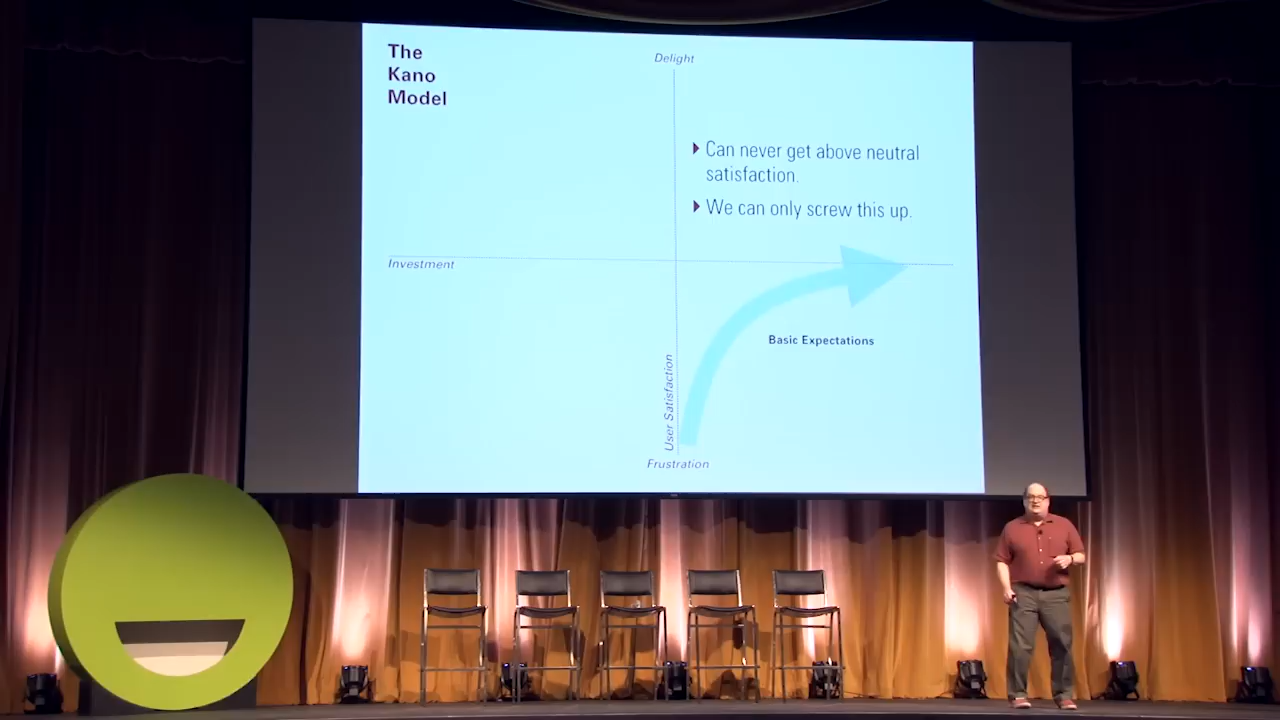 The
Kano
Model
Delight
▶ Can never get above neutral
satisfaction.
▶ We can only screw this up.
Investment
Basic Expectations
User Satisfaction
Frustration